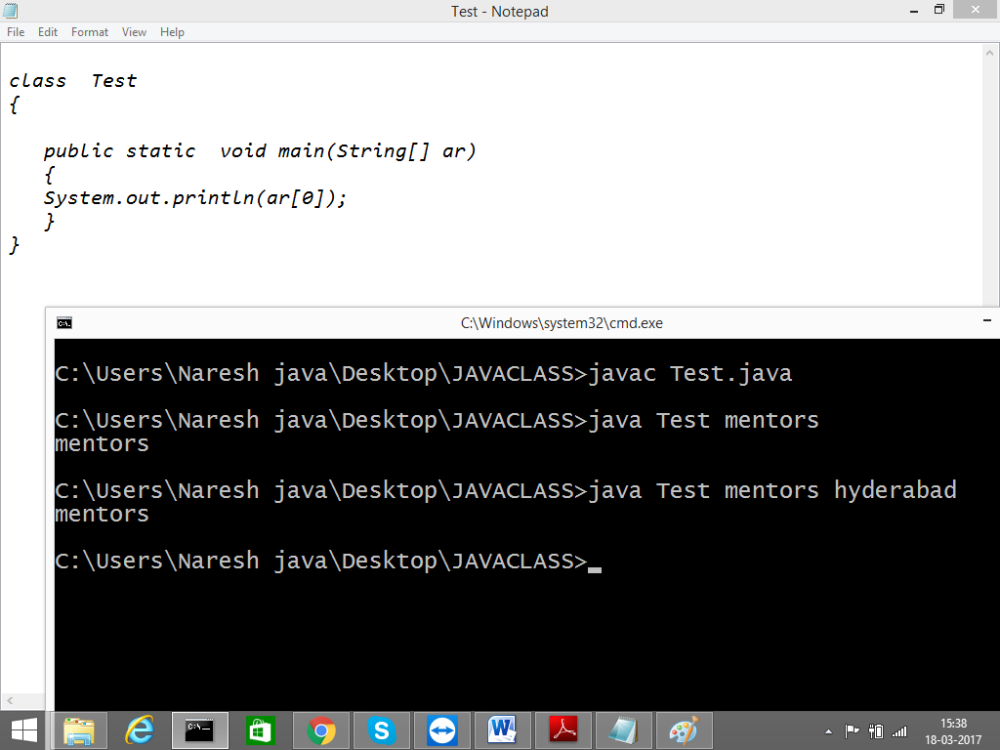 Test - Notepad
File Edit Format View Help
class  Test
{
public static  void main(String[] ar)
{
System.out.println(ar[0]);
}
}
C:\Windows\system32\cmd.exe
C:\Users\Naresh java\Desktop\JAVACLASS>javac Test.java
C:\Users\Naresh java\Desktop\JAVACLASS>java Test mentors
mentors
C:\Users\Naresh java\Desktop\JAVACLASS>java Test mentors hyderabad
mentors
C:\Users\Naresh java\Desktop\JAVACLASS>_
15:38
18-03-2017